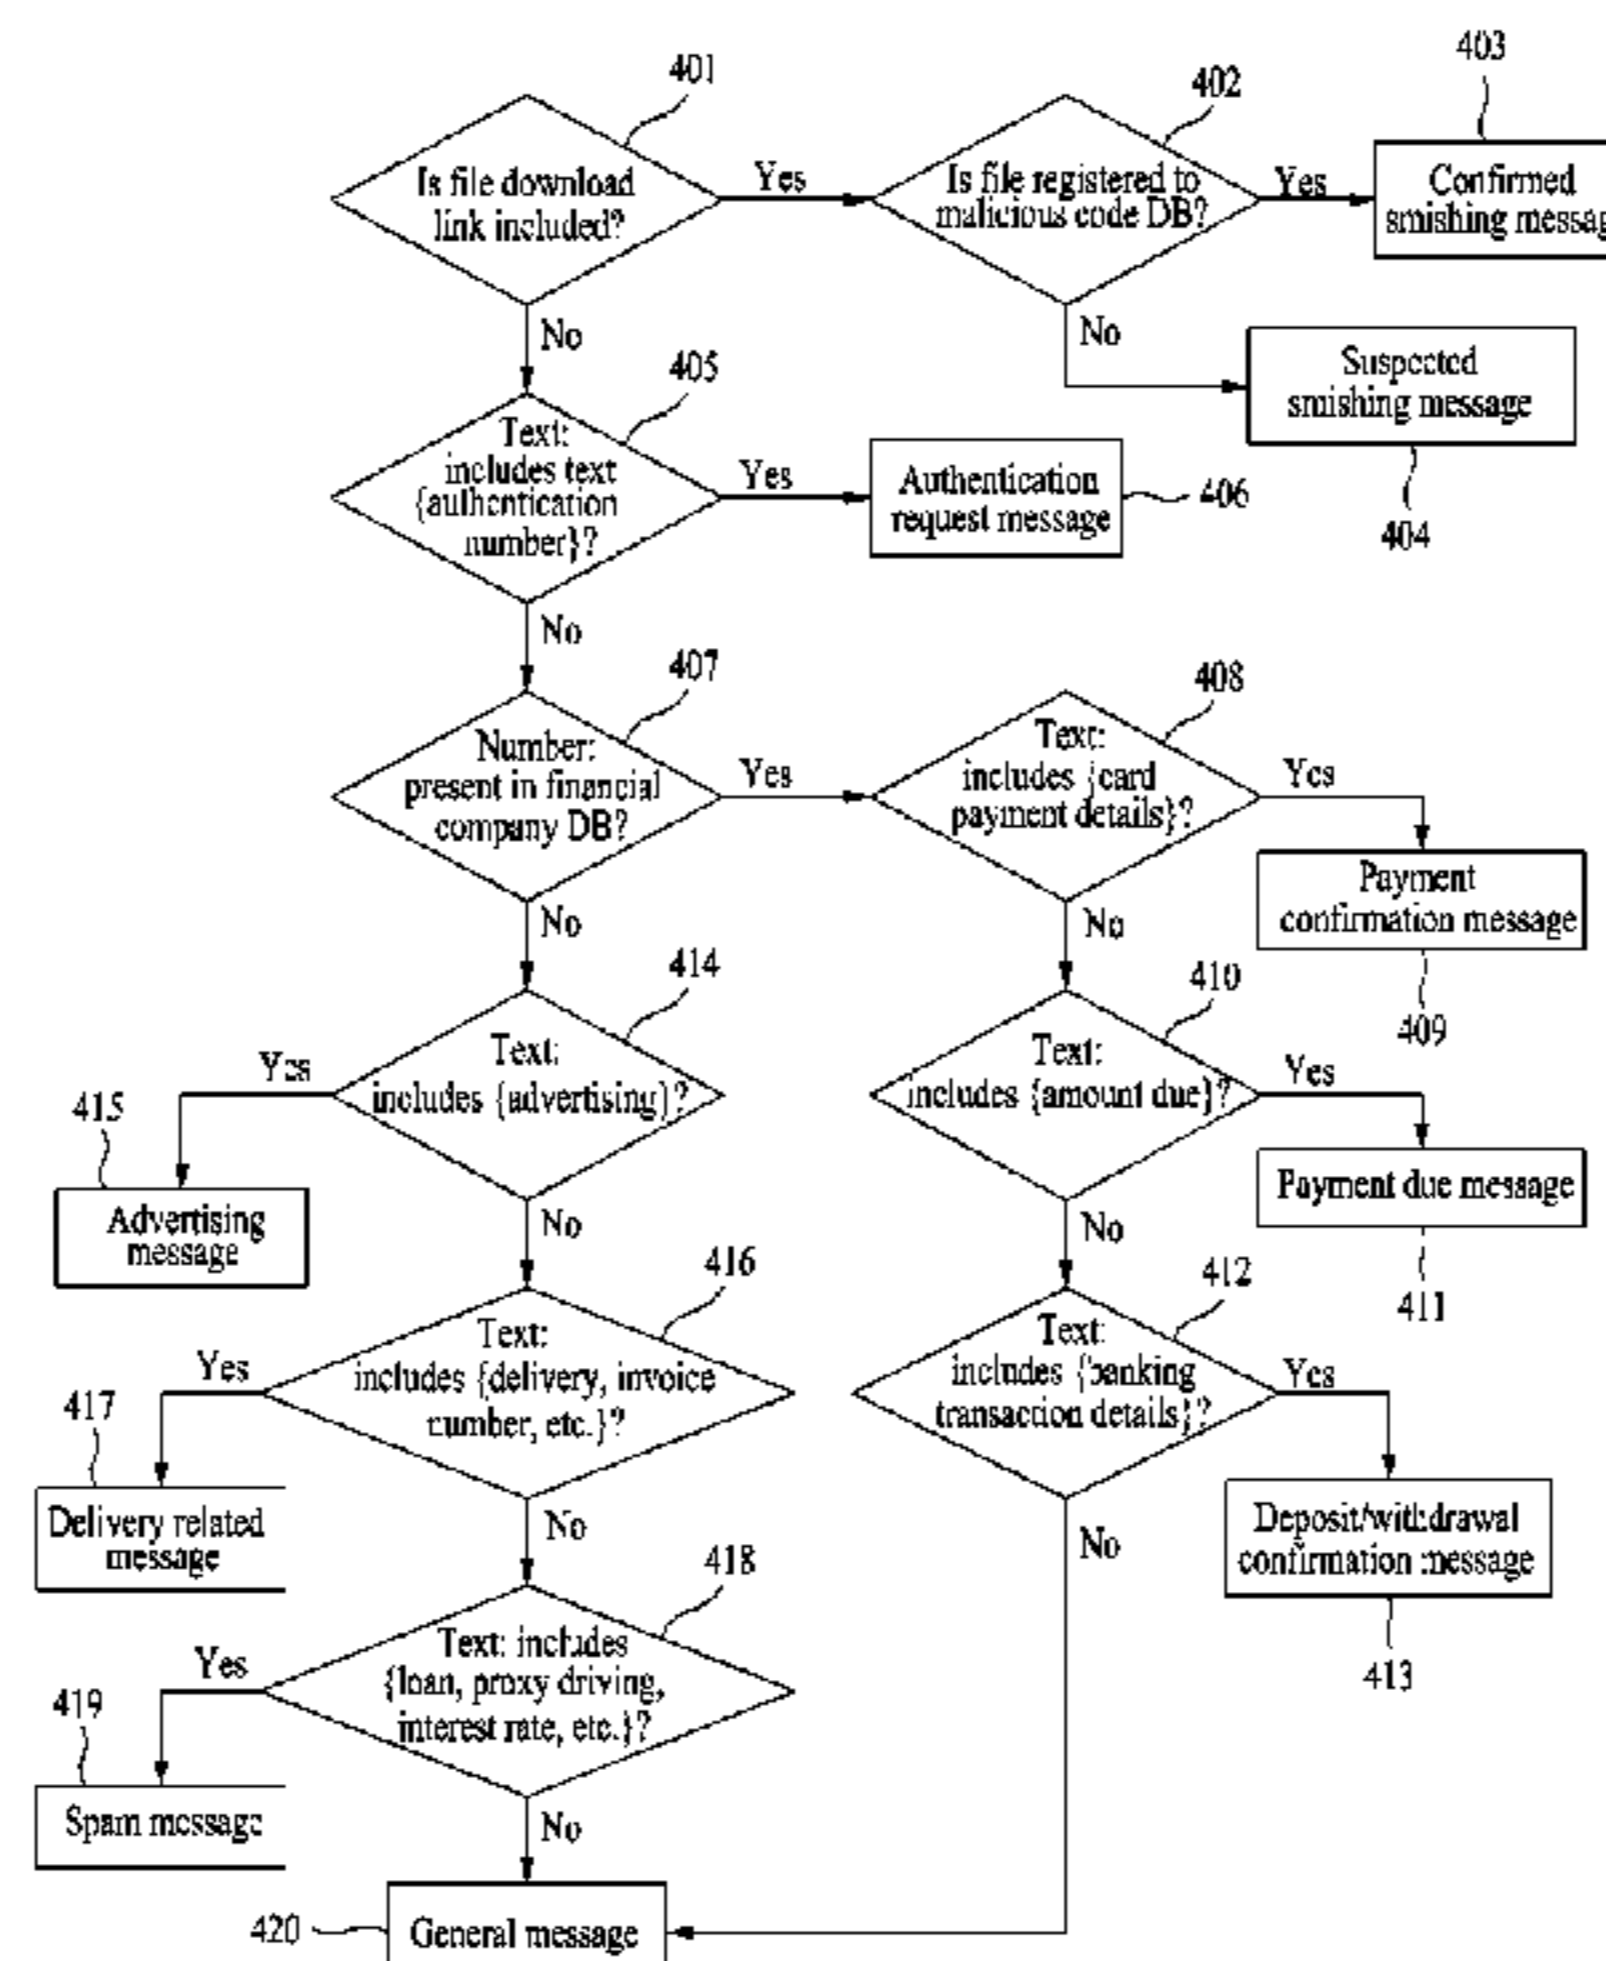 401
402
403
Is file download
link included?
Yes
Is file registered to
malicious code DB?
Yes
Confirmed
smishing messag
No
No
Suspected
smishing message
404
405
Text:
includes text
{authentication
number}?
Yes
Authentication
request message
406
No
407
Number:
present in financial
company DB?
Yes
408
Text:
includes {card
payment details}?
Yes
Payment
confirmation message
409
No
No
414
Text:
includes {advertising}?
Yes
415
Advertising
message
410
Text:
includes {amount due}?
Yes
Payment due message
411
No
No
416
Text:
includes {delivery, invoice
number, etc.}?
Yes
417
Delivery related
message
412
Text:
includes {banking
transaction details}?
Yes
Deposit/withdrawal
confirmation message
413
No
No
418
Text: includes
{loan, proxy driving,
interest rate, etc.}?
Yes
419
Spam message
No
420
General message